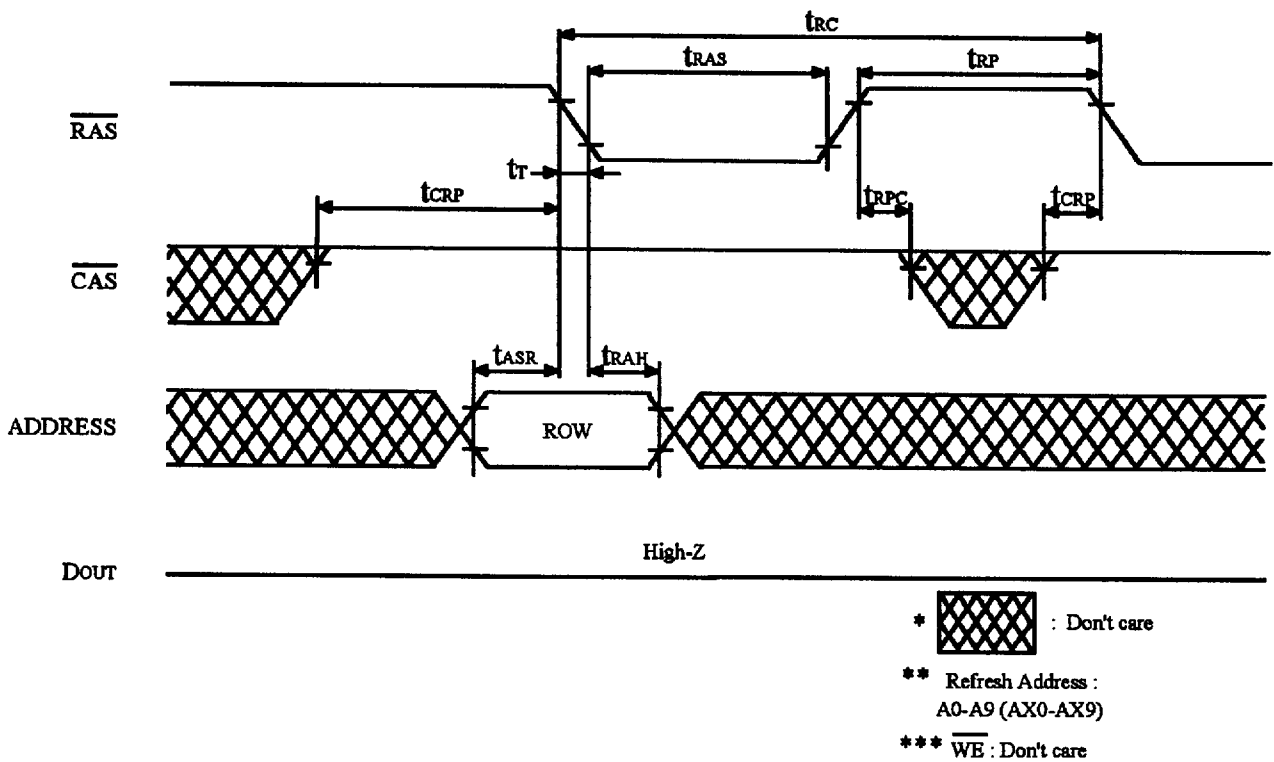 tRC
tRAS
tRP
RAS
tT
tCRP
tRPC
tCRP
CAS
tASR
tRAH
ADDRESS
ROW
High-Z
DOUT
* : Don't care
** Refresh Address :
A0-A9 (AX0-AX9)
*** WE : Don't care